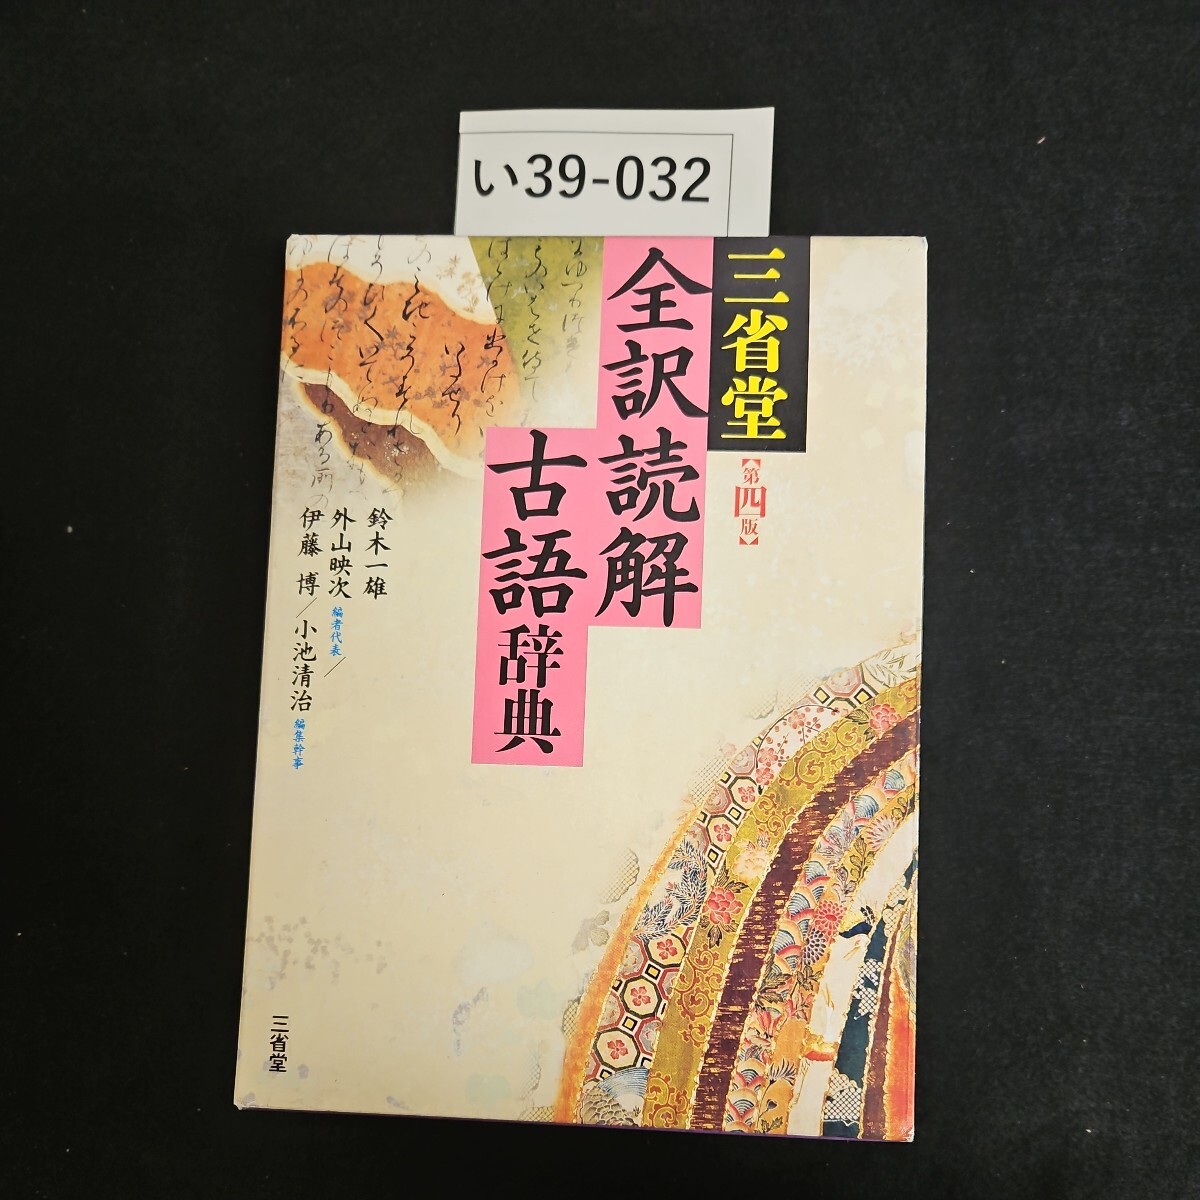 い39-032
三省堂
全訳読解
古語辞典
【第四版】
鈴木一雄
外山映次 編者代表／
伊藤 博／小池清治 編集幹事
三省堂